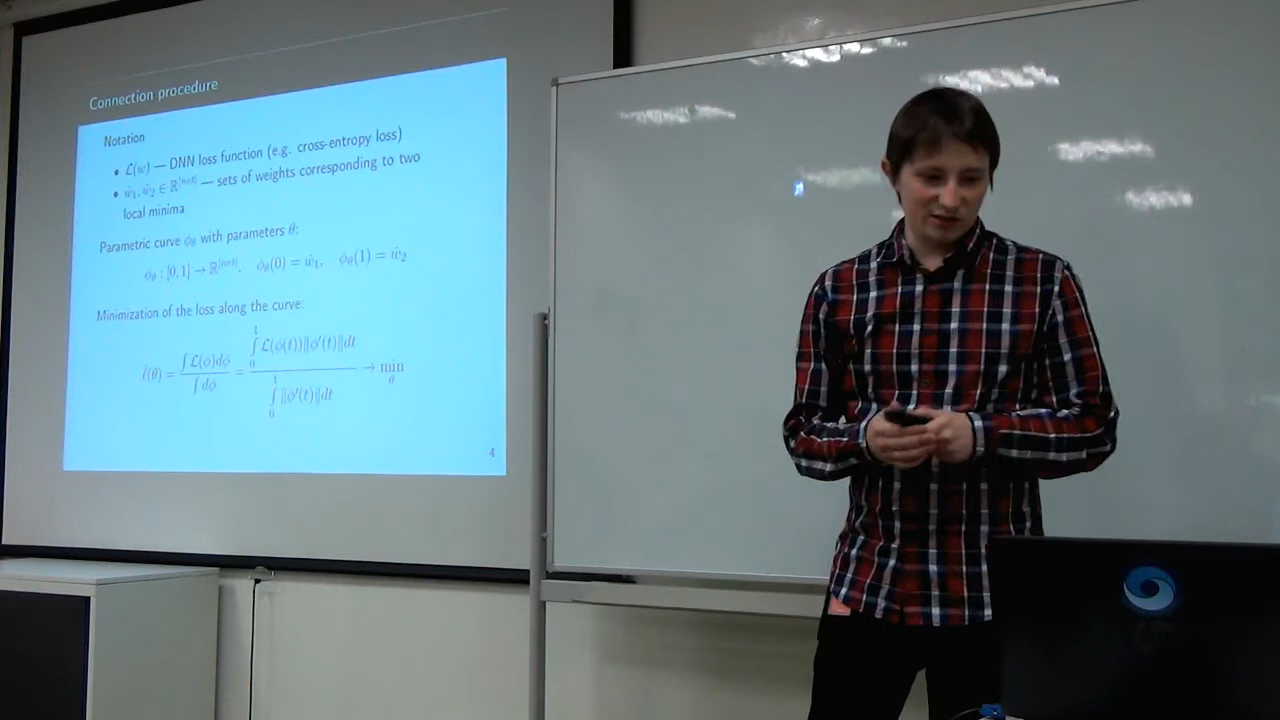 Connection procedure
Notation
• ℒ(w) — DNN loss function (e.g. cross-entropy loss)
• ŵ₁, ŵ₂ ∈ ℝ^|net| — sets of weights corresponding to two
local minima
Parametric curve ϕ_θ with parameters θ:
ϕ_θ : [0, 1] → ℝ^|net|, ϕ_θ(0) = ŵ₁, ϕ_θ(1) = ŵ₂
Minimization of the loss along the curve:
ℓ(θ) = ∫ ℒ(ϕ)dϕ / ∫ dϕ = ∫₀¹ ℒ(ϕ(t))‖ϕ′(t)‖dt / ∫₀¹ ‖ϕ′(t)‖dt → min_θ
4